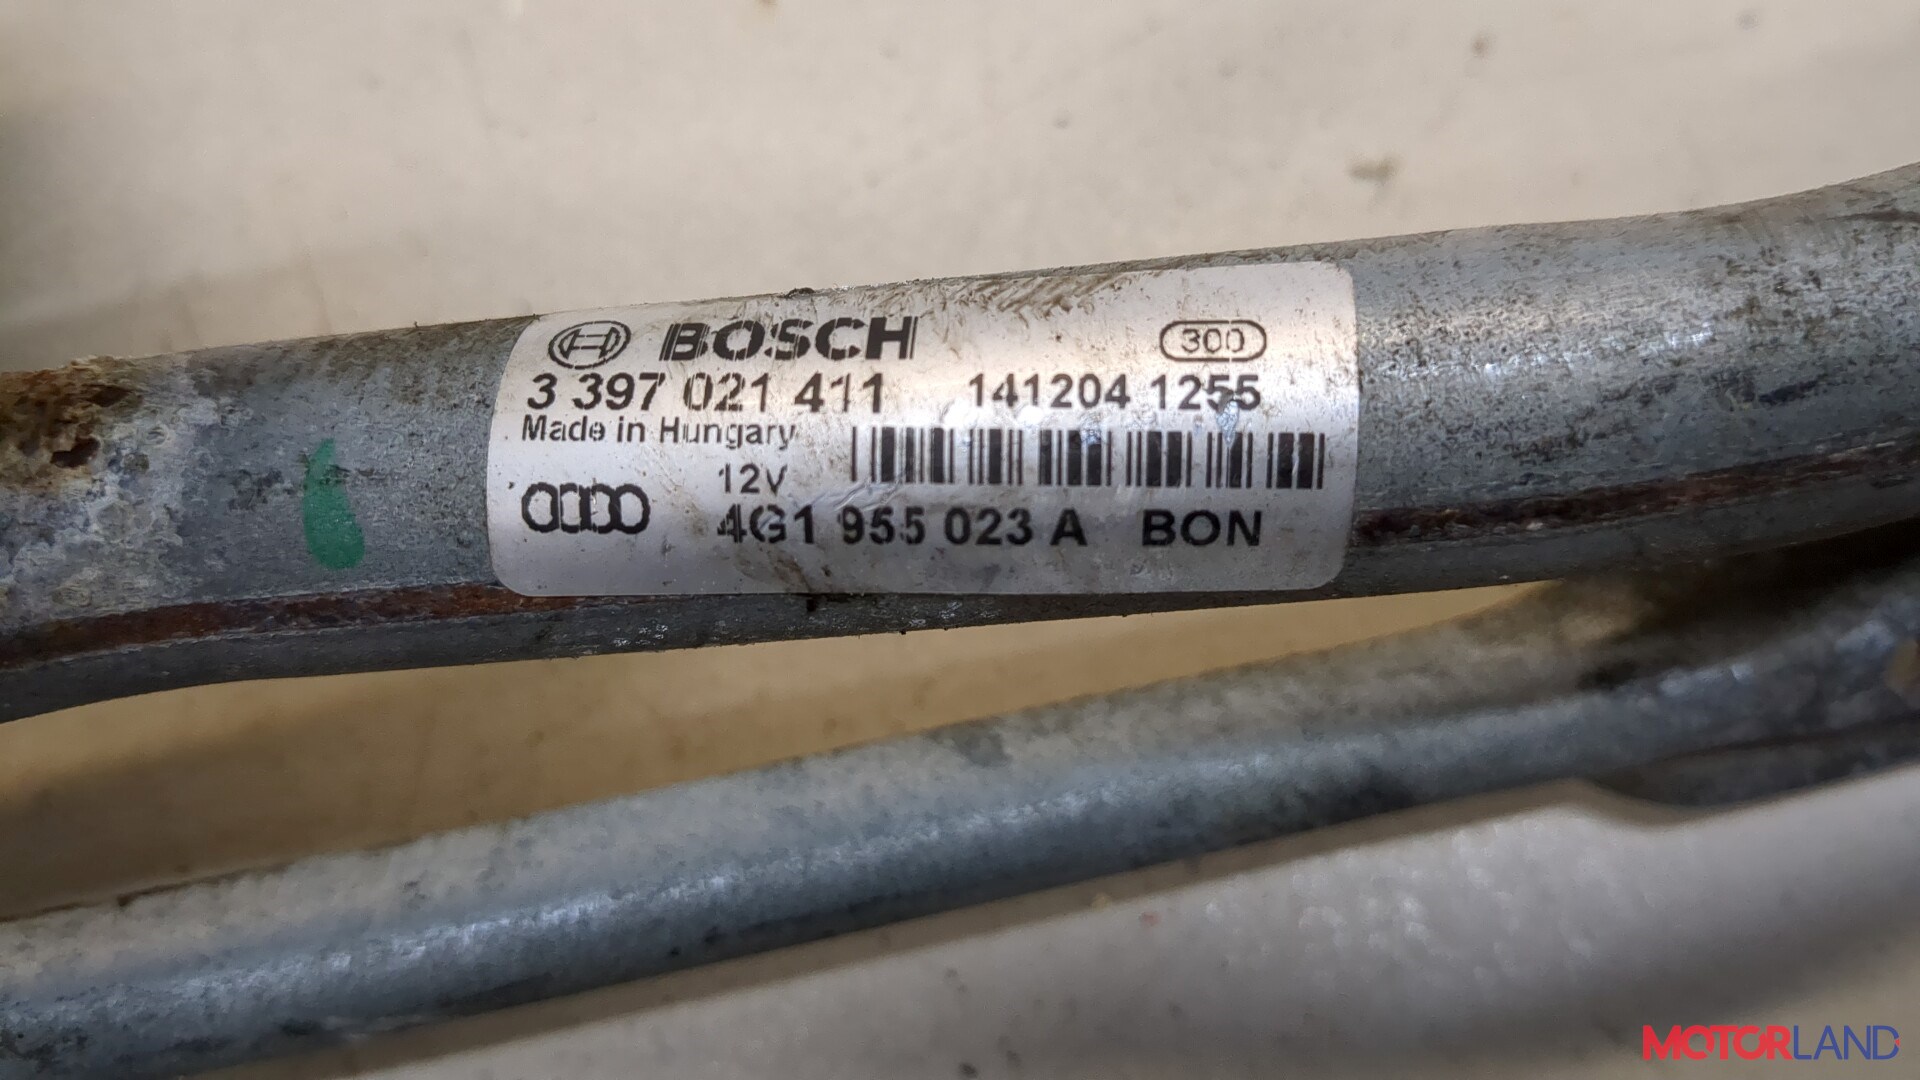 BOSCH 300
3 397 021 411 141204 1255
Made in Hungary
12V
4G1 955 023 A BON
MOTORLAND